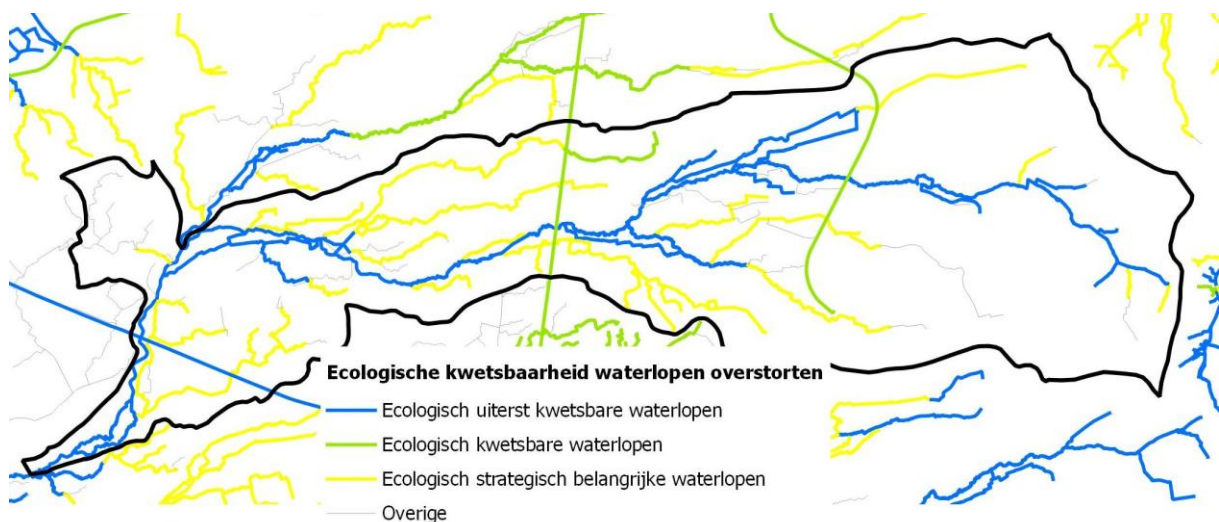 Ecologische kwetsbaarheid waterlopen overstorten
Ecologisch uiterst kwetsbare waterlopen
Ecologisch kwetsbare waterlopen
Ecologisch strategisch belangrijke waterlopen
Overige